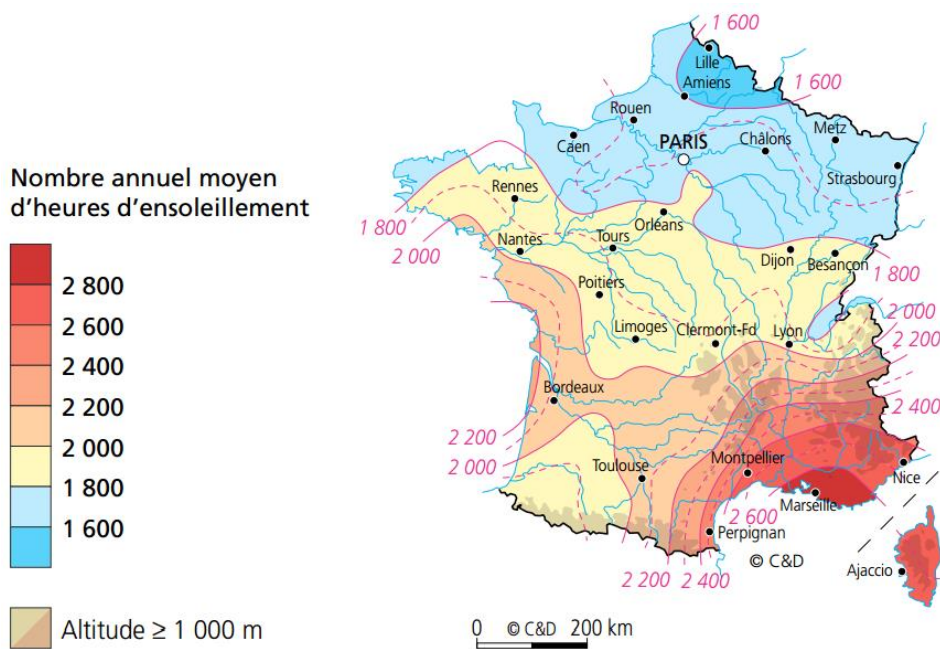 Nombre annuel moyen
d'heures d'ensoleillement
2 800
2 600
2 400
2 200
2 000
1 800
1 600
Altitude ≥ 1 000 m
1 600
Lille
Amiens
1 600
Rouen
Caen
PARIS
Châlons
Metz
Strasbourg
Rennes
1 800
Orléans
2 000
Nantes
Tours
Dijon
Besançon
1 800
Poitiers
2 000
Limoges
Clermont-Fd
Lyon
2 200
Bordeaux
2 400
2 200
2 000
Toulouse
Montpellier
Nice
Marseille
2 600
Perpignan
© C&D
2 200
2 400
Ajaccio
0 © C&D 200 km